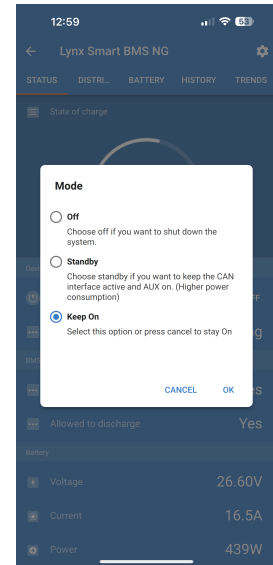 12:59
53
Lynx Smart BMS NG
STATUS DISTRI... BATTERY HISTORY TRENDS
State of charge
Mode
Off
Choose off if you want to shut down the
system.
Standby
Choose standby if you want to keep the CAN
interface active and AUX on. (Higher power
consumption)
Keep On
Select this option or press cancel to stay On
CANCEL OK
Allowed to discharge Yes
Battery
Voltage 26.60V
Current 16.5A
Power 439W